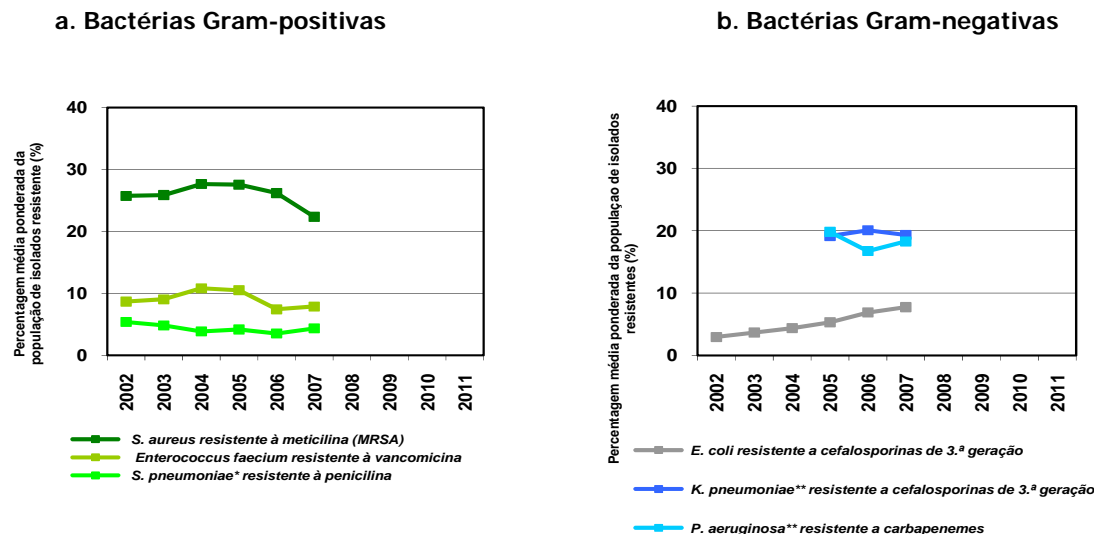 a. Bactérias Gram-positivas
Percentagem média ponderada da
população de isolados resistente (%)
40
30
20
10
0
2002
2003
2004
2005
2006
2007
2008
2009
2010
2011
S. aureus resistente à meticilina (MRSA)
Enterococcus faecium resistente à vancomicina
S. pneumoniae* resistente à penicilina
b. Bactérias Gram-negativas
Percentagem média ponderada da populaçao de isolados
resistentes (%)
40
30
20
10
0
2002
2003
2004
2005
2006
2007
2008
2009
2010
2011
E. coli resistente a cefalosporinas de 3.ª geração
K. pneumoniae** resistente a cefalosporinas de 3.ª geração
P. aeruginosa** resistente a carbapenemes